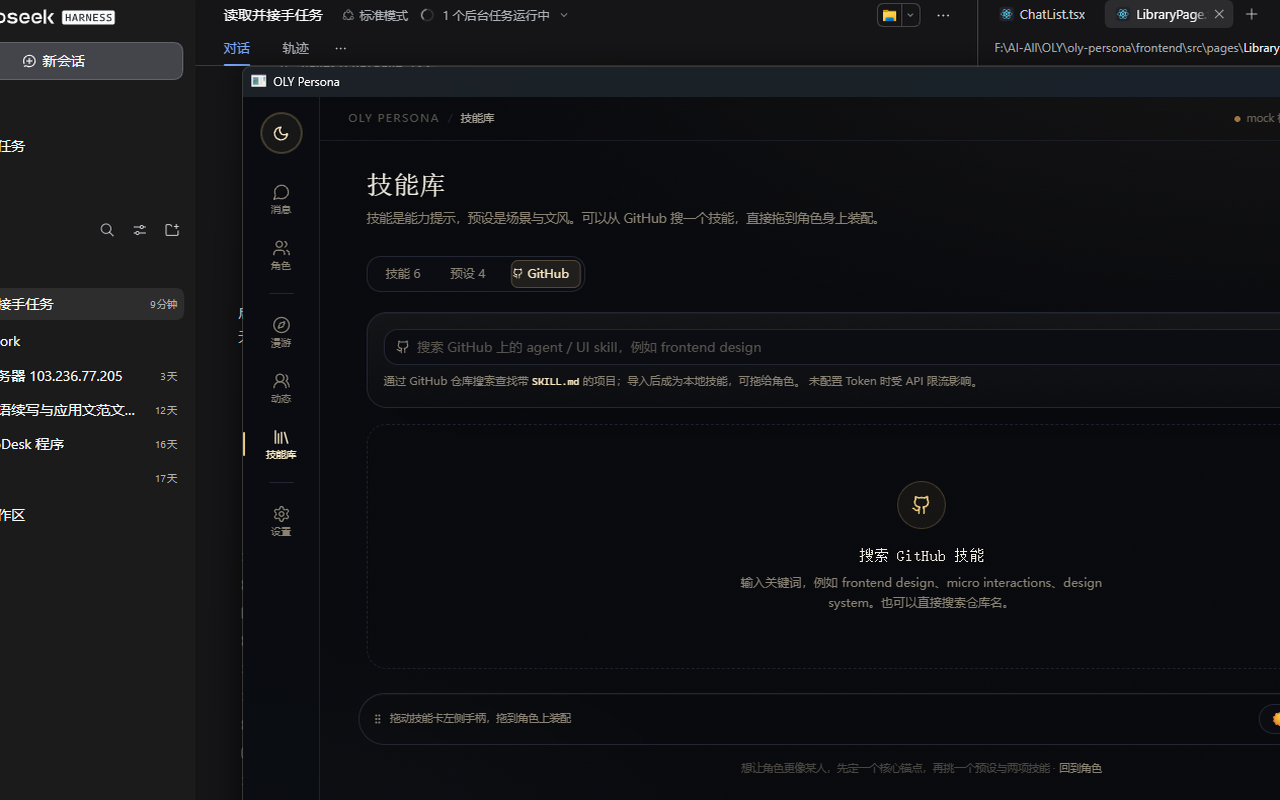 oseek HARNESS
新会话
任务
接手任务 9分钟
ork
务器 103.236.77.205 3天
语续写与应用文范文... 12天
Desk 程序 16天
17天
作区
读取并接手任务 标准模式 1 个后台任务运行中
对话 轨迹 ...
ChatList.tsx LibraryPage.
F:\AI-All\OLY\oly-persona\frontend\src\pages\Library
OLY Persona
OLY PERSONA / 技能库
mock
消息
角色
漫游
动态
技能库
设置
技能库
技能是能力提示，预设是场景与文风。可以从 GitHub 搜一个技能，直接拖到角色身上装配。
技能 6 预设 4 GitHub
搜索 GitHub 上的 agent / UI skill，例如 frontend design
通过 GitHub 仓库搜索查找带 SKILL.md 的项目；导入后成为本地技能，可拖给角色。 未配置 Token 时受 API 限流影响。
搜索 GitHub 技能
输入关键词，例如 frontend design、micro interactions、design
system。也可以直接搜索仓库名。
拖动技能卡左侧手柄，拖到角色上装配
想让角色更像某人，先定一个核心锚点，再挑一个预设与两项技能 · 回到角色